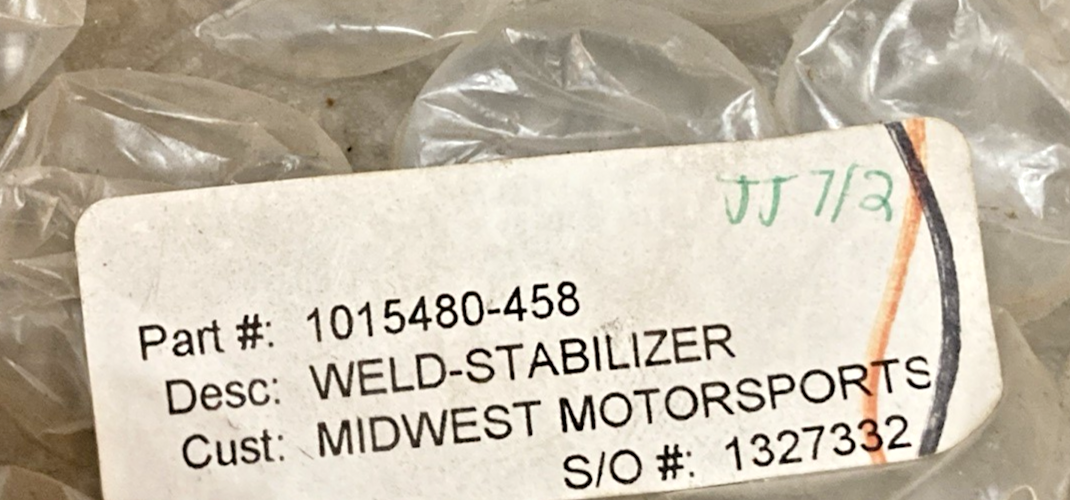 JJ 7/2
Part #: 1015480-458
Desc: WELD-STABILIZER
Cust: MIDWEST MOTORSPORTS
S/O #: 1327332